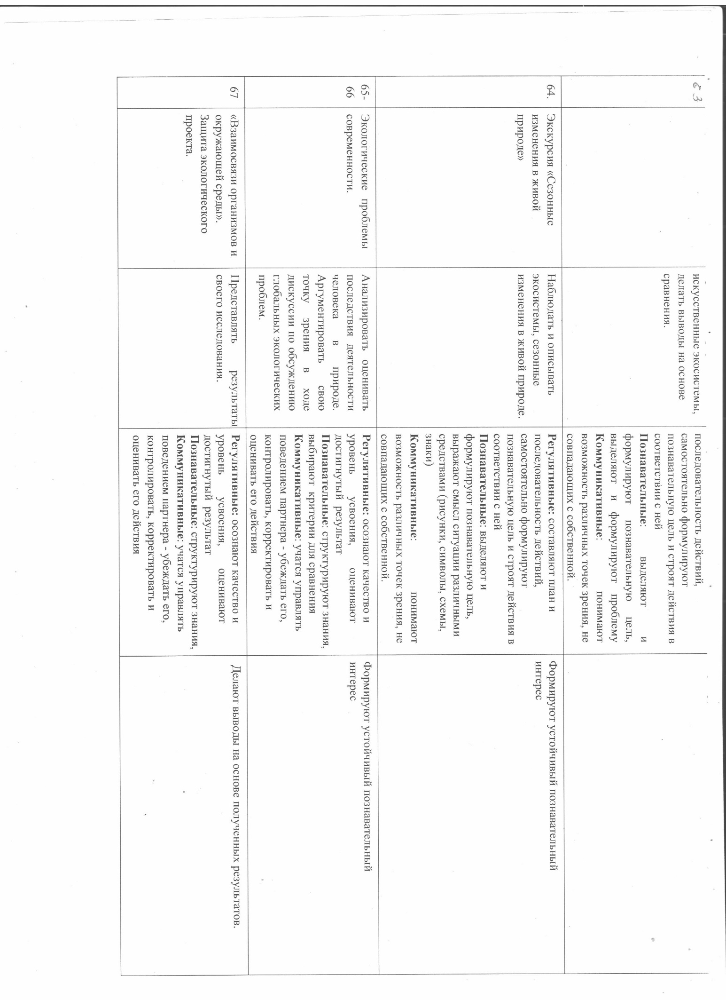 63
искусственные экосистемы,
делать выводы на основе
сравнения.
последовательность действий,
самостоятельно формулируют
познавательную цель и строят действия в
соответствии с ней
Познавательные: выделяют и
формулируют познавательную цель,
выделяют и формулируют проблему
Коммуникативные: понимают
возможность различных точек зрения, не
совпадающих с собственной.
64.
Экскурсия «Сезонные
изменения в живой
природе»
Наблюдать и описывать
экосистемы, сезонные
изменения в живой природе.
Регулятивные: составляют план и
последовательность действий,
самостоятельно формулируют
познавательную цель и строят действия в
соответствии с ней
Познавательные: выделяют и
формулируют познавательную цель,
выражают смысл ситуации различными
средствами (рисунки, символы, схемы,
знаки)
Коммуникативные: понимают
возможность различных точек зрения, не
совпадающих с собственной.
Формируют устойчивый познавательный
интерес
65-
66
Экологические проблемы
современности.
Анализировать оценивать
последствия деятельности
человека в природе.
Аргументировать свою
точку зрения в ходе
дискуссии по обсуждению
глобальных экологических
проблем.
Регулятивные: осознают качество и
уровень усвоения, оценивают
достигнутый результат
Познавательные: структурируют знания,
выбирают критерии для сравнения
Коммуникативные: учатся управлять
поведением партнера - убеждать его,
контролировать, корректировать и
оценивать его действия
Формируют устойчивый познавательный
интерес
67
«Взаимосвязи организмов и
окружающей среды».
Защита экологического
проекта.
Представлять результаты
своего исследования.
Регулятивные: осознают качество и
уровень усвоения, оценивают
достигнутый результат
Познавательные: структурируют знания,
Коммуникативные: учатся управлять
поведением партнера - убеждать его,
контролировать, корректировать и
оценивать его действия
Делают выводы на основе полученных результатов.